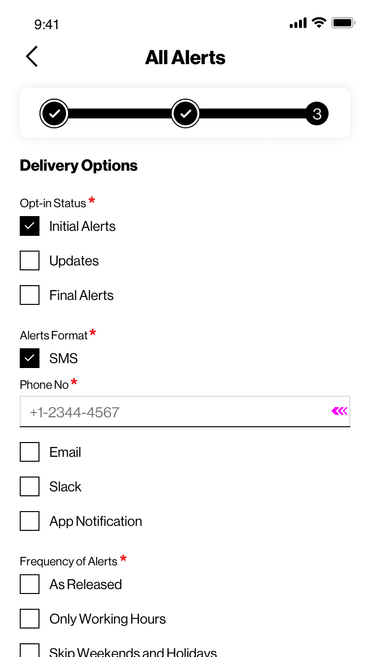 9:41
All Alerts
3
Delivery Options
Opt-in Status *
Initial Alerts
Updates
Final Alerts
Alerts Format *
SMS
Phone No *
+1-2344-4567
Email
Slack
App Notification
Frequency of Alerts *
As Released
Only Working Hours
Skip Weekends and Holidays